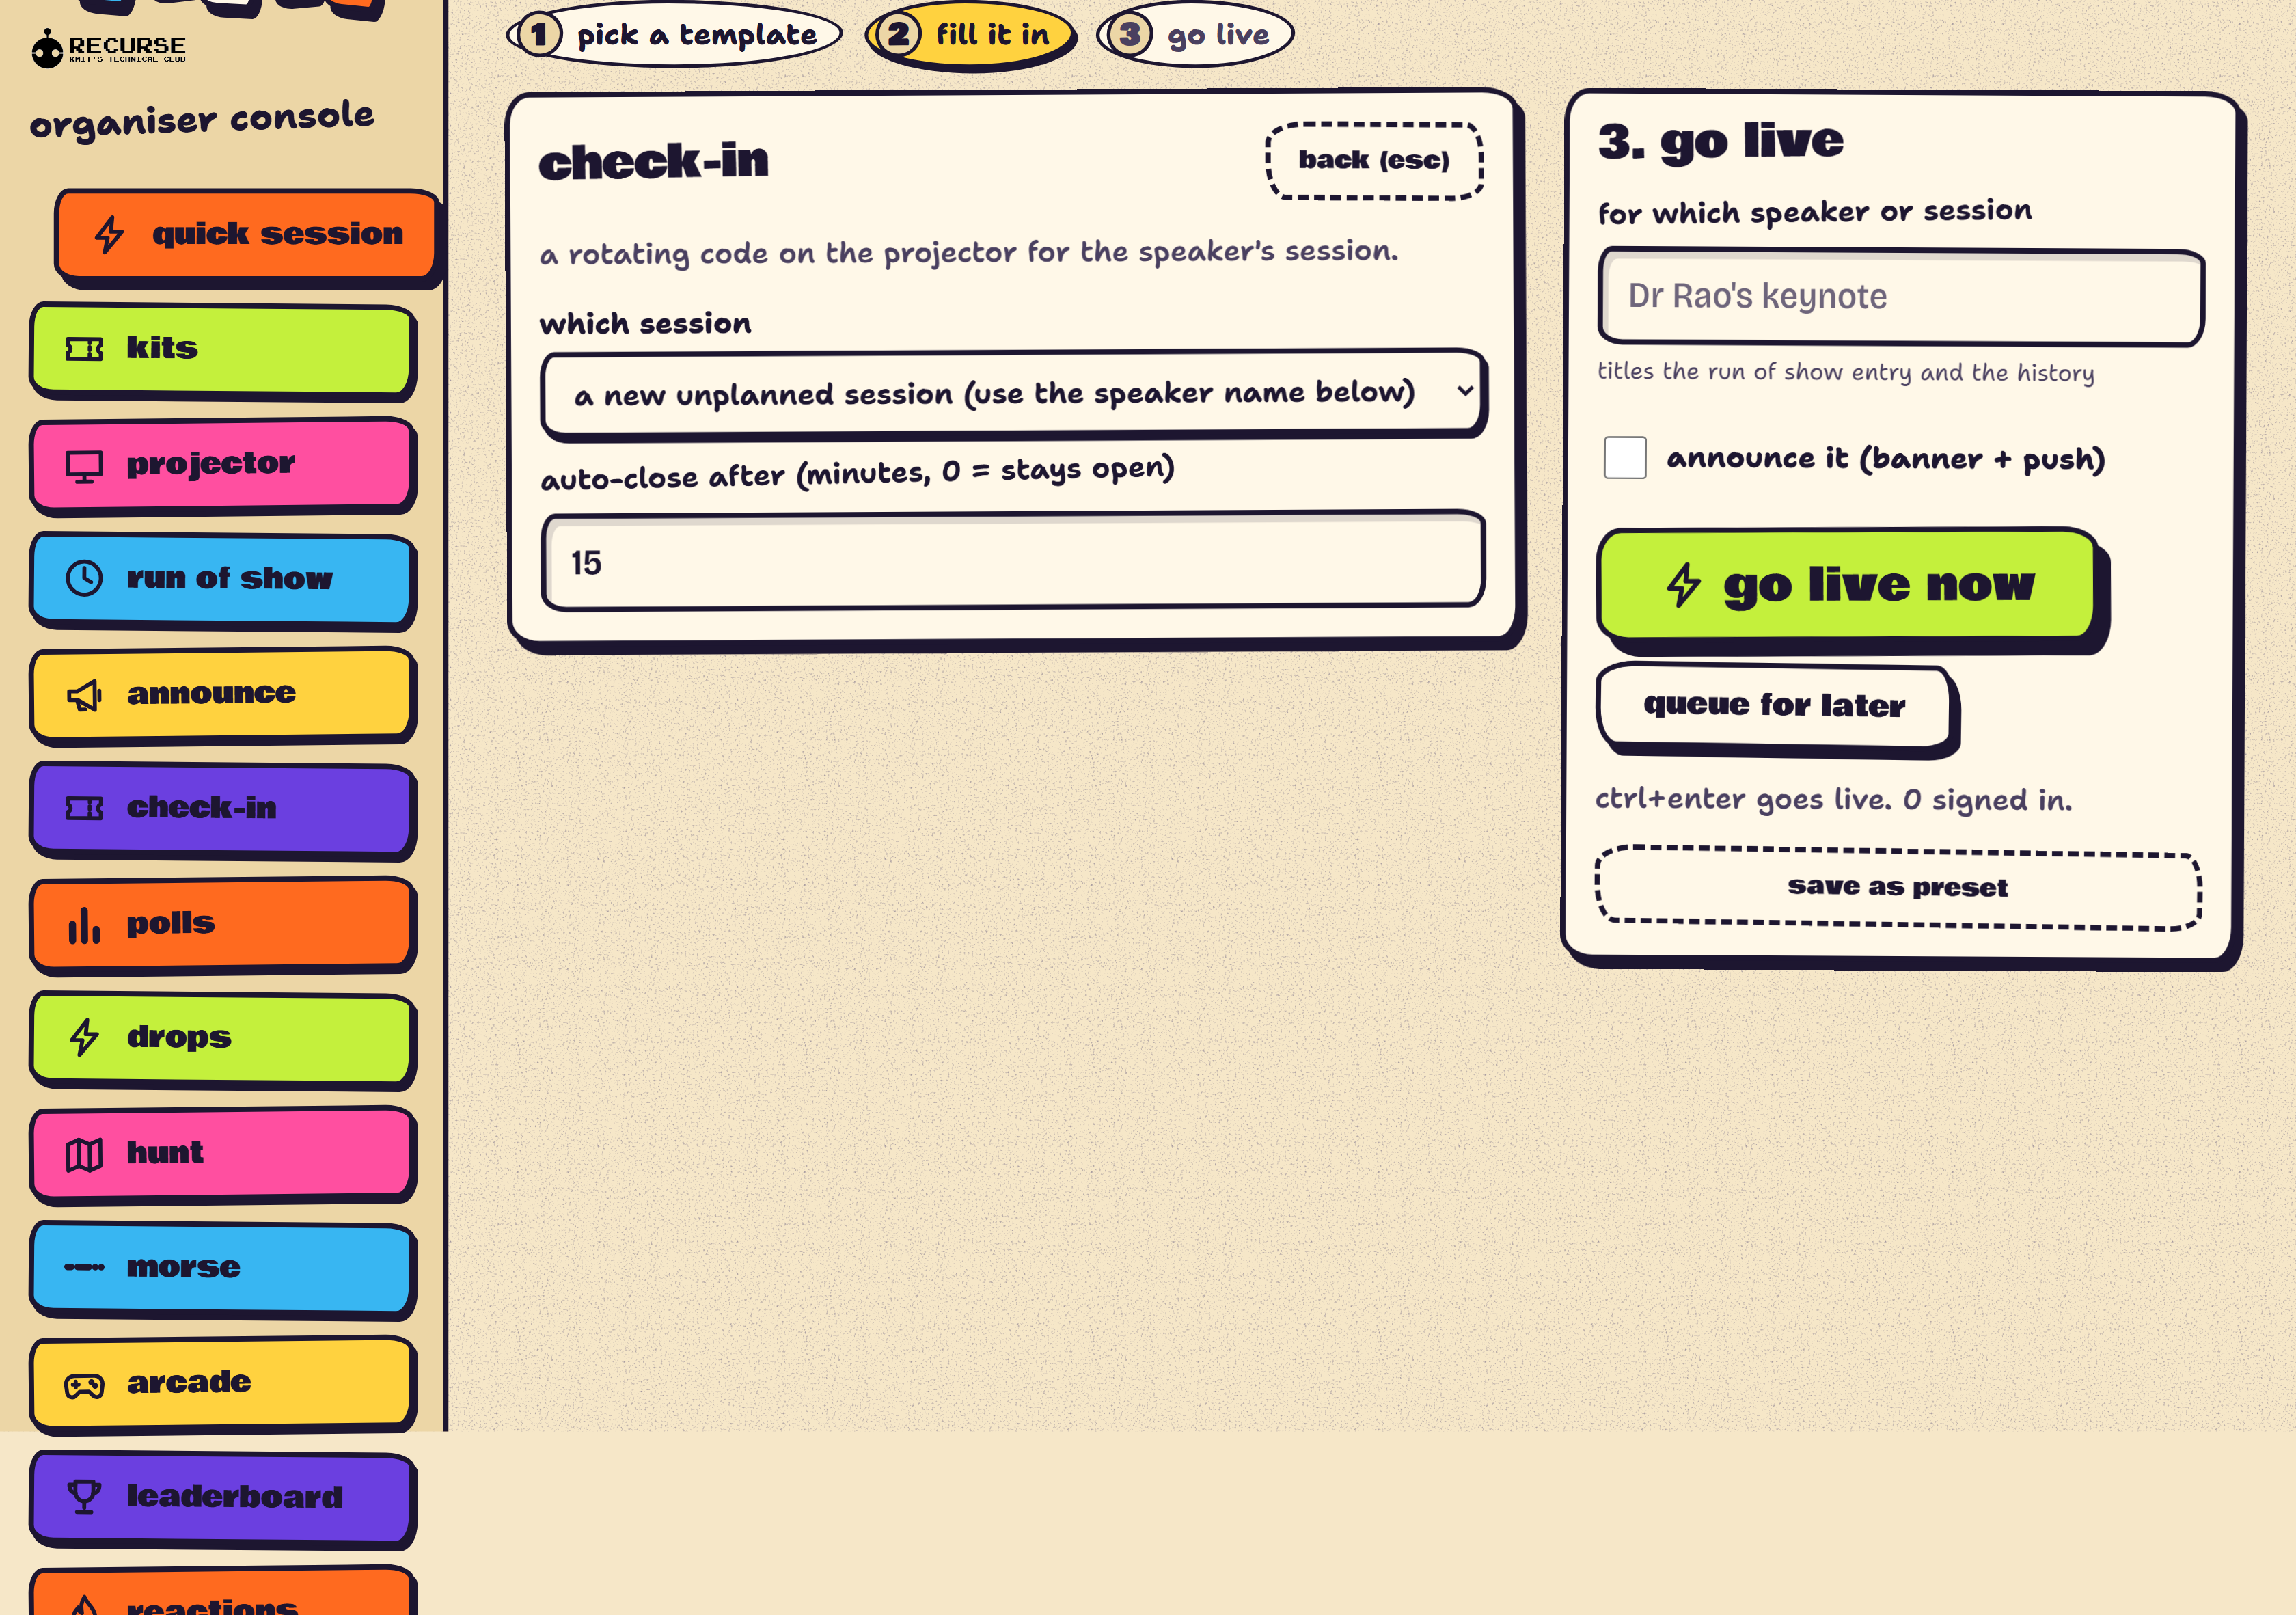 RECURSE
KMIT'S TECHNICAL CLUB
organiser console
quick session
kits
projector
run of show
announce
check-in
polls
drops
hunt
morse
arcade
leaderboard
reactions
1 pick a template
2 fill it in
3 go live
check-in
back (esc)
a rotating code on the projector for the speaker's session.
which session
a new unplanned session (use the speaker name below)
auto-close after (minutes, 0 = stays open)
15
3. go live
for which speaker or session
Dr Rao's keynote
titles the run of show entry and the history
announce it (banner + push)
go live now
queue for later
ctrl+enter goes live. 0 signed in.
save as preset